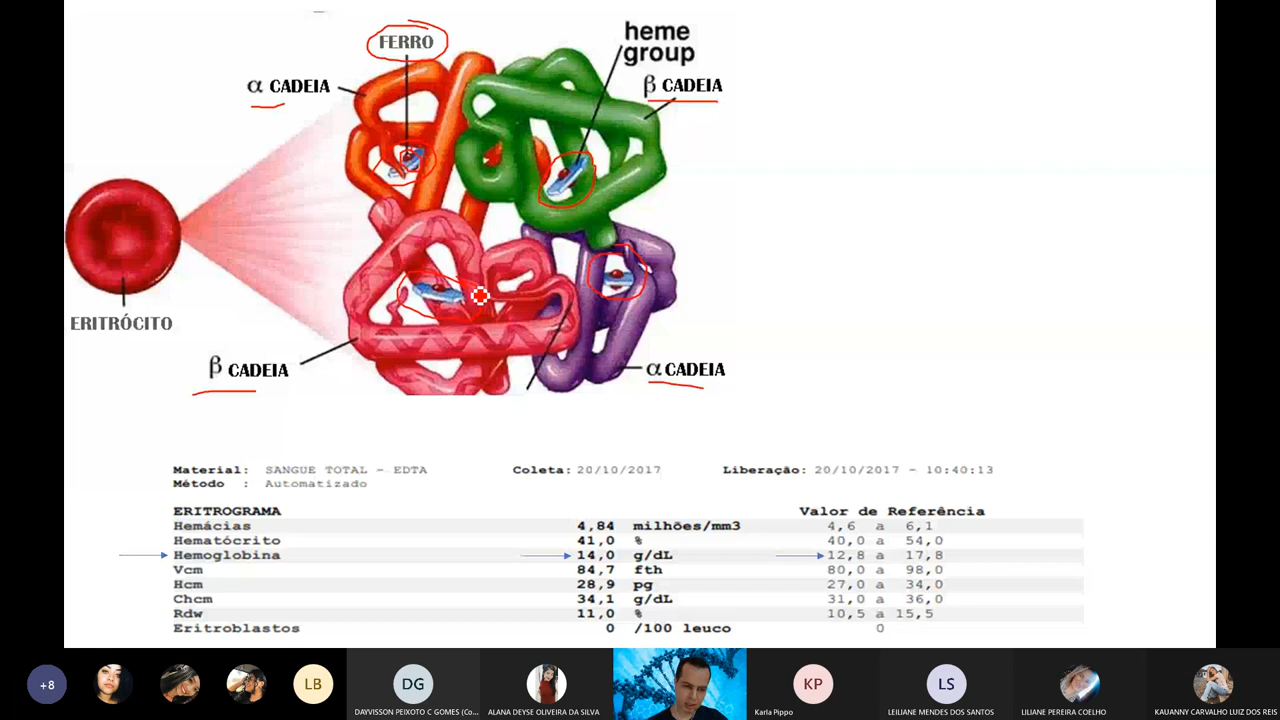 FERRO
heme
group
α CADEIA
β CADEIA
ERITRÓCITO
β CADEIA
α CADEIA
Material: SANGUE TOTAL - EDTA Coleta: 20/10/2017 Liberação: 20/10/2017 - 10:40:13
Método : Automatizado
ERITROGRAMA Valor de Referência
Hemácias 4,84 milhões/mm3 4,6 a 6,1
Hematócrito 41,0 % 40,0 a 54,0
Hemoglobina 14,0 g/dL 12,8 a 17,8
Vcm 84,7 fth 80,0 a 98,0
Hcm 28,9 pg 27,0 a 34,0
Chcm 34,1 g/dL 31,0 a 36,0
Rdw 11,0 % 10,5 a 15,5
Eritroblastos 0 /100 leuco 0
+8 LB DG KP LS
DAYVISSON PEIXOTO C GOMES (Co... ALANA DEYSE OLIVEIRA DA SILVA Karla Pippo LEILIANE MENDES DOS SANTOS LILIANE PEREIRA COELHO KAUANNY CARVALHO LUIZ DOS REIS